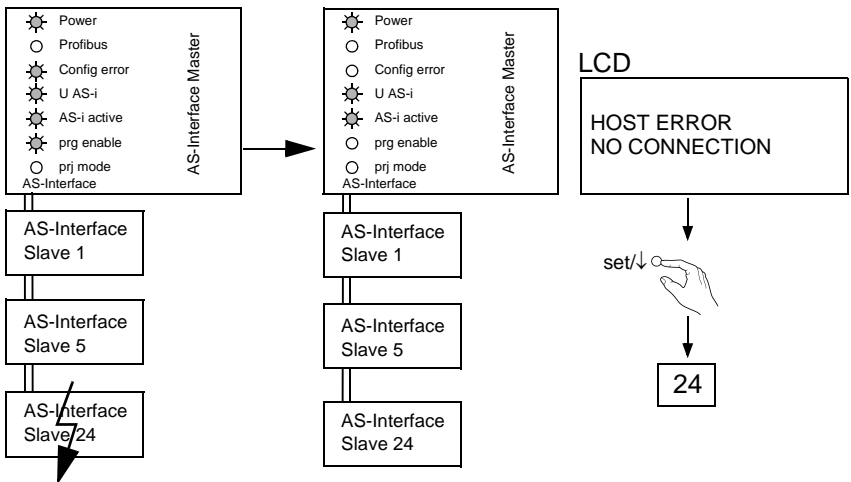 Power
Profibus
Config error
U AS-i
AS-i active
prg enable
prj mode
AS-Interface
AS-Interface Master
AS-Interface
Slave 1
AS-Interface
Slave 5
AS-Interface
Slave 24
Power
Profibus
Config error
U AS-i
AS-i active
prg enable
prj mode
AS-Interface
AS-Interface Master
AS-Interface
Slave 1
AS-Interface
Slave 5
AS-Interface
Slave 24
LCD
HOST ERROR
NO CONNECTION
set/↓
24